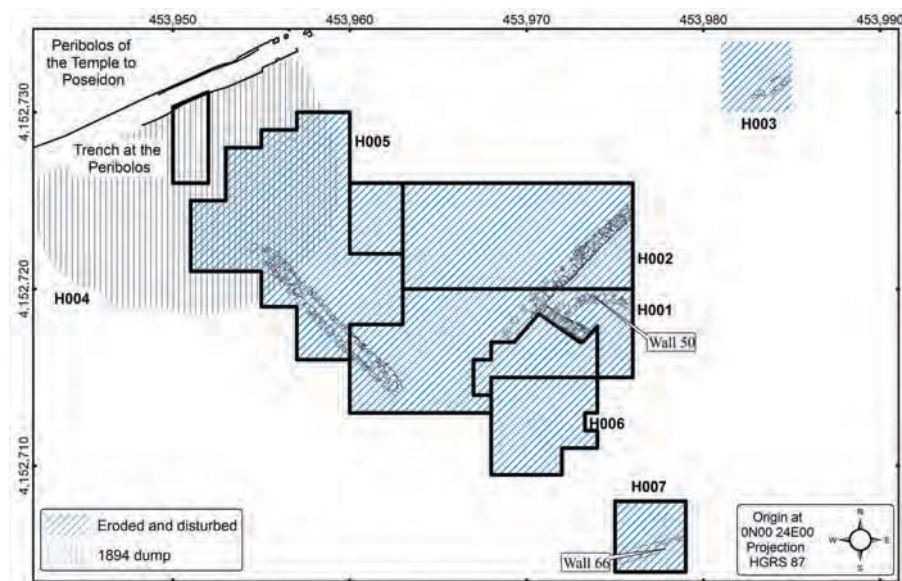 453,950 453,960 453,970 453,980 453,990
Peribolos of
the Temple to
Poseidon
4,152,730
H003
H005
Trench at the
Peribolos
H002
4,152,720
H004
H001
Wall 50
H006
4,152,710
H007
Eroded and disturbed
1894 dump
Wall 66
Origin at
0N00 24E00
Projection
HGRS 87
N
W E
S